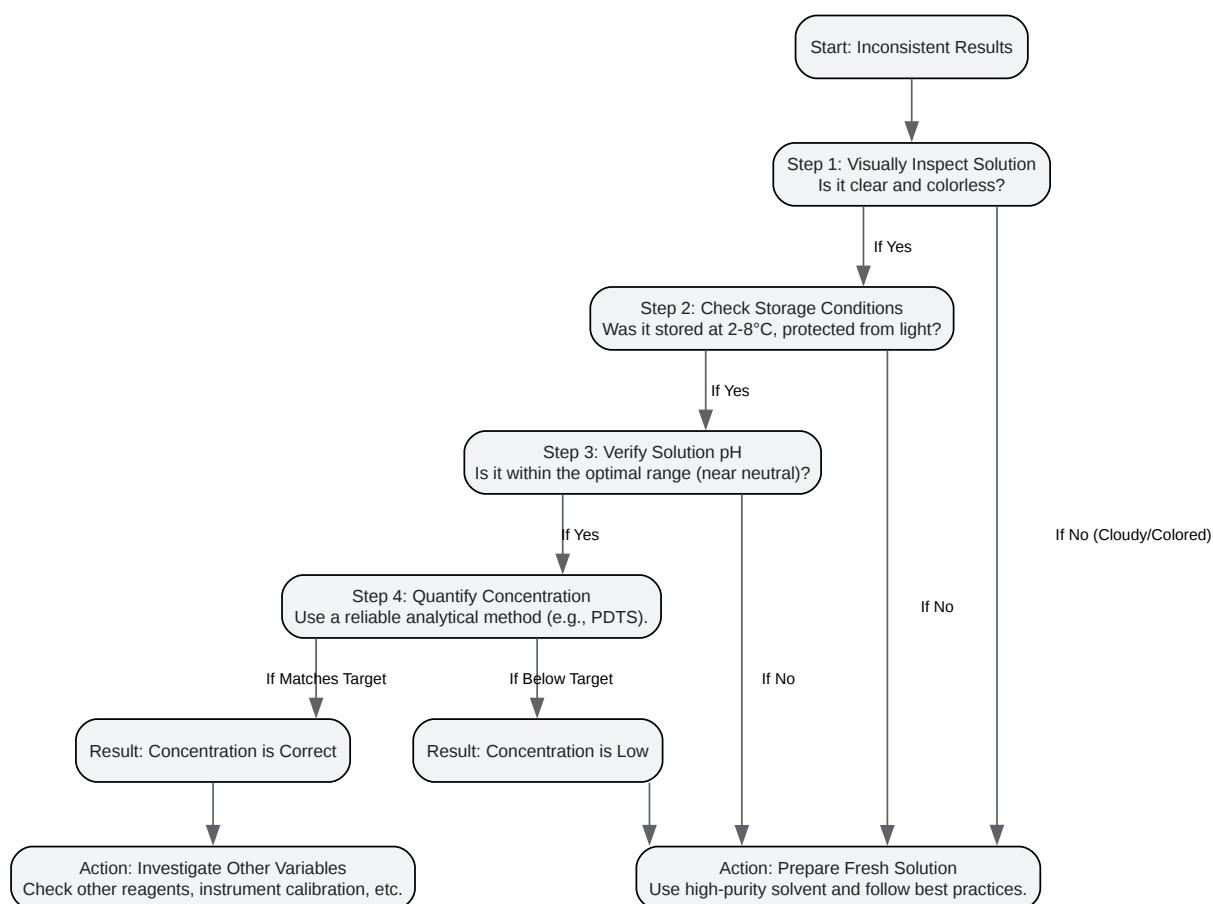 Start: Inconsistent Results
Step 1: Visually Inspect Solution
Is it clear and colorless?
If Yes
Step 2: Check Storage Conditions
Was it stored at 2-8°C, protected from light?
If Yes
Step 3: Verify Solution pH
Is it within the optimal range (near neutral)?
If Yes
If No (Cloudy/Colored)
Step 4: Quantify Concentration
Use a reliable analytical method (e.g., PDTS).
If No
If Matches Target
If Below Target
If No
Result: Concentration is Correct
Result: Concentration is Low
Action: Investigate Other Variables
Check other reagents, instrument calibration, etc.
Action: Prepare Fresh Solution
Use high-purity solvent and follow best practices.